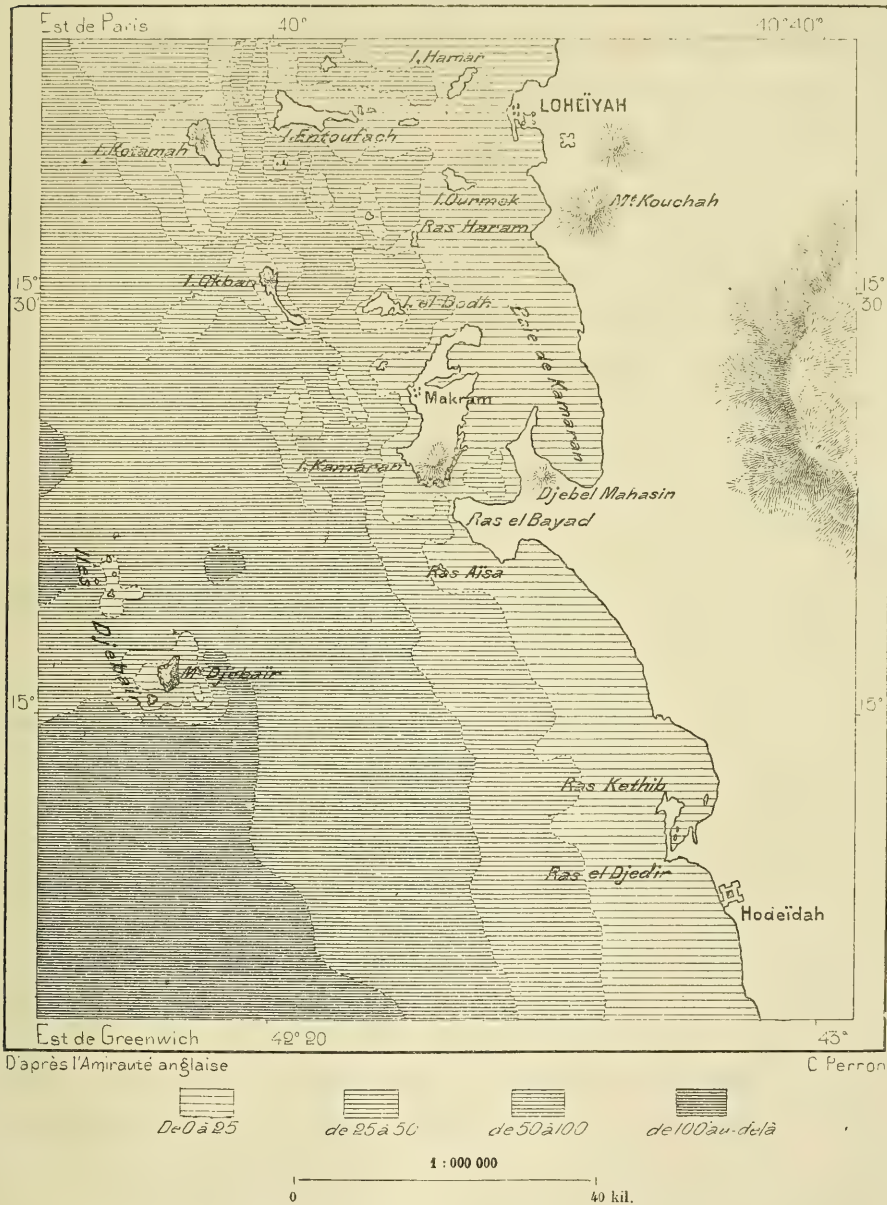 Est de Paris 40° 40°40'
I. Hamar
LOHEÏYAH
I. Entoufach
I. Kotamah
I. Ourmek
Mt Kouchah
Ras Haram
15° 30 15° 30
I. Okban
I. el-Bodh
Baie de Kamaran
Makram
I. Kamaran
Djebel Mahasin
Ras el Bayad
Ras Aïsa
Iles Djebaïr
Mt Djebaïr
15° 15°
Ras Kethib
Ras el Djedir
Hodeïdah
Est de Greenwich 42° 20 43°
D'après l'Amirauté anglaise C Perron
De 0 à 25 de 25 à 50 de 50 à 100 de 100 au-delà
1 : 000 000
0 40 kil.